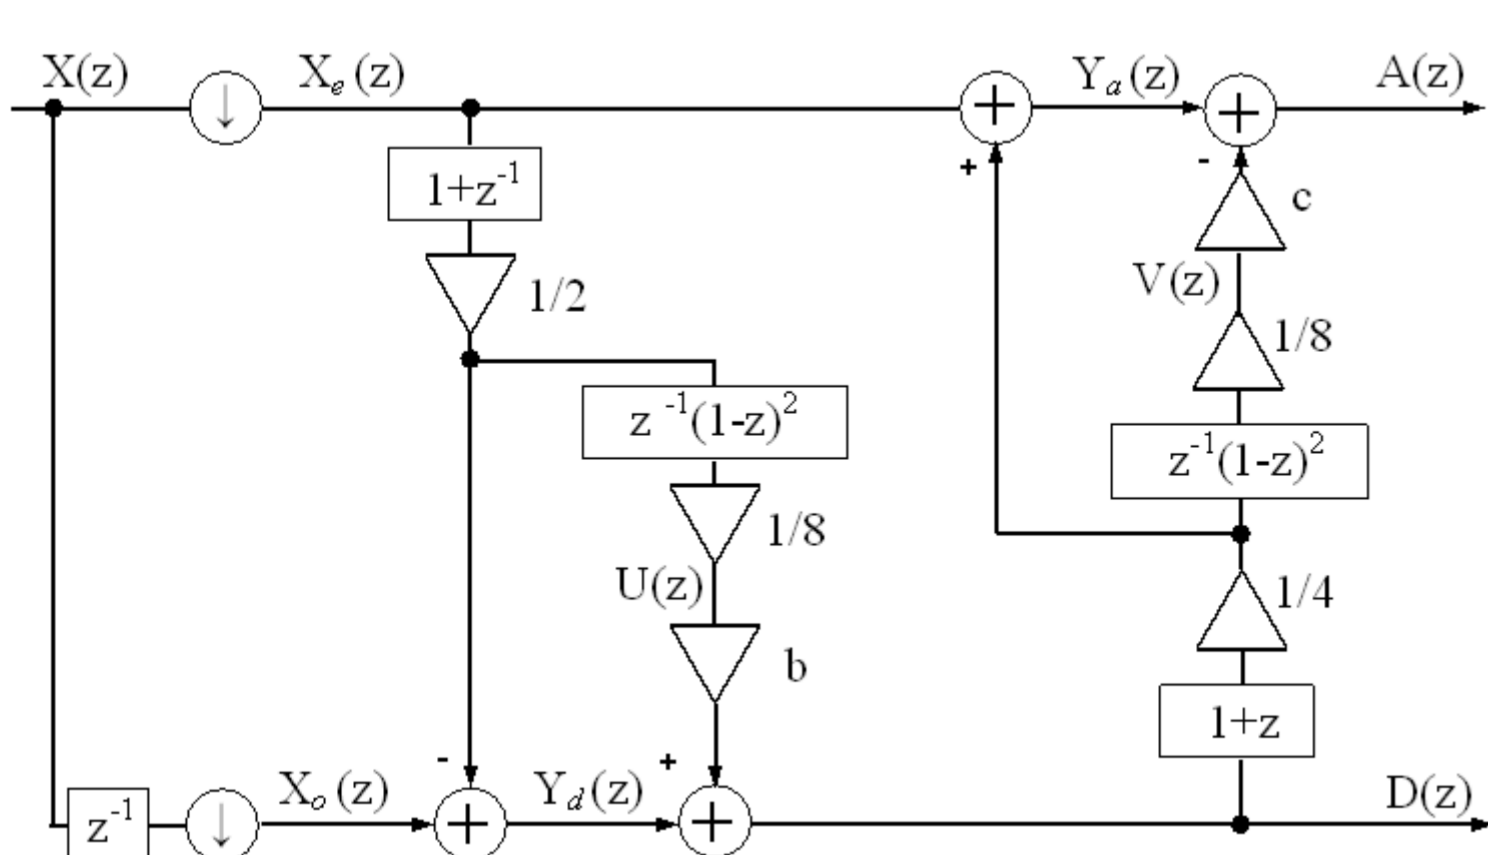 X(z)
Xₑ(z)
Yₐ(z)
A(z)
+
+
+
-
1+z⁻¹
c
1/2
V(z)
1/8
z⁻¹(1-z)²
z⁻¹(1-z)²
1/8
U(z)
1/4
b
1+z
-
+
Xₒ(z)
Y_d(z)
D(z)
z⁻¹
+
+